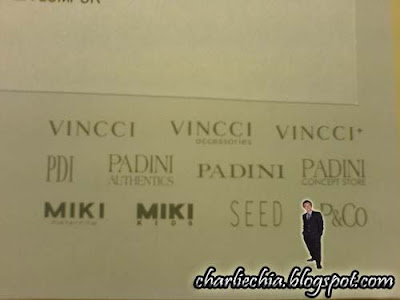 VINCCI VINCCI VINCCI+
accessories
PDI PADINI PADINI PADINI
AUTHENTICS CONCEPT STORE
MIKI MIKI SEED P&Co
maternity KIDS
charliechia.blogspot.com